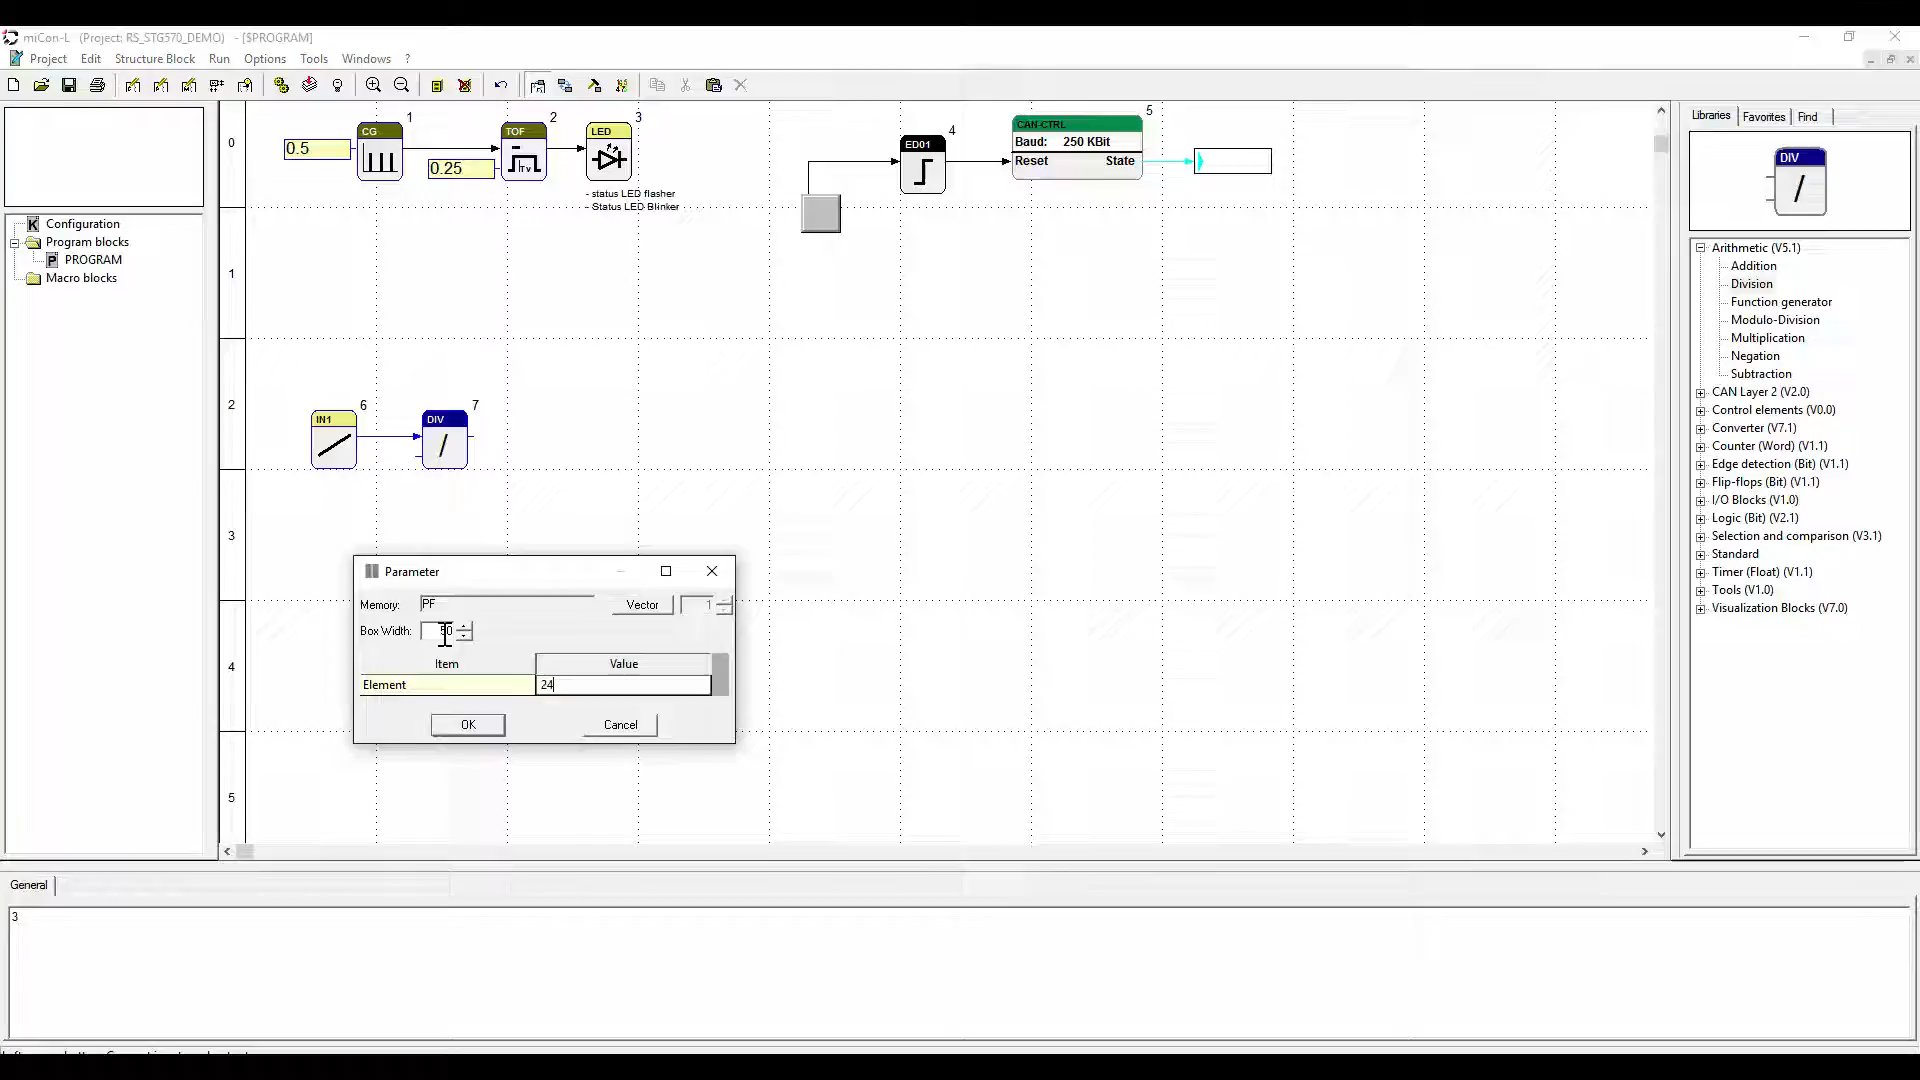 miCon-L (Project: RS_STG570_DEMO) - [$PROGRAM]
Project Edit Structure Block Run Options Tools Windows ?
Configuration
Program blocks
P PROGRAM
Macro blocks
0
1
2
3
4
5
0.5
CG
1
0.25
TOF
2
LED
3
- status LED flasher
- Status LED Blinker
ED01
4
CAN-CTRL
5
Baud: 250 KBit
Reset State
IN1
6
DIV
7
/
Parameter
Memory: PF Vector 1
Box Width: 50
Item Value
Element 24
OK Cancel
Libraries Favorites Find
DIV
/
Arithmetic (V5.1)
Addition
Division
Function generator
Modulo-Division
Multiplication
Negation
Subtraction
CAN Layer 2 (V2.0)
Control elements (V0.0)
Converter (V7.1)
Counter (Word) (V1.1)
Edge detection (Bit) (V1.1)
Flip-flops (Bit) (V1.1)
I/O Blocks (V1.0)
Logic (Bit) (V2.1)
Selection and comparison (V3.1)
Standard
Timer (Float) (V1.1)
Tools (V1.0)
Visualization Blocks (V7.0)
General
3